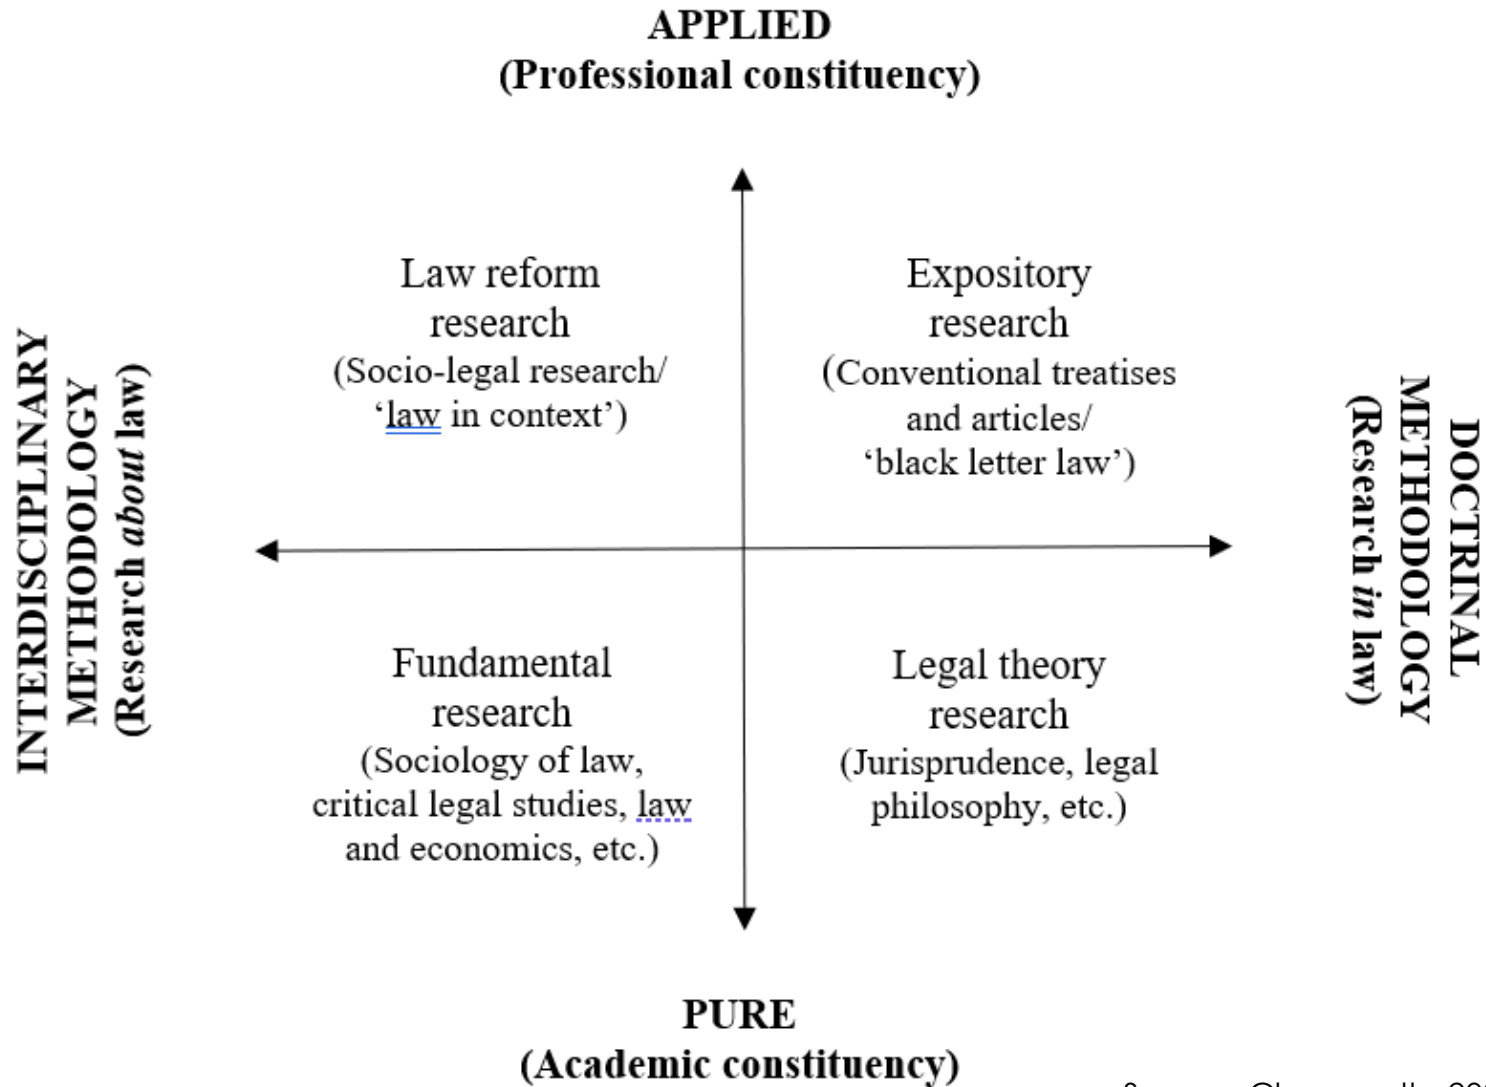 APPLIED
(Professional constituency)
Law reform
research
(Socio-legal research/
‘law in context’)
Expository
research
(Conventional treatises
and articles/
‘black letter law’)
INTERDISCIPLINARY
METHODOLOGY
(Research about law)
DOCTRINAL
METHODOLOGY
(Research in law)
Fundamental
research
(Sociology of law,
critical legal studies, law
and economics, etc.)
Legal theory
research
(Jurisprudence, legal
philosophy, etc.)
PURE
(Academic constituency)